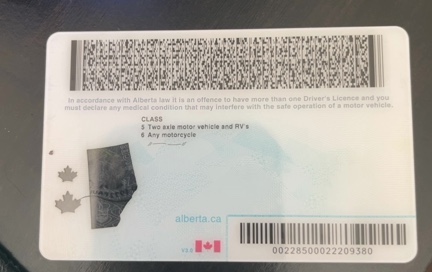 In accordance with Alberta law it is an offence to have more than one Driver's Licence and you
must declare any medical condition that may interfere with the safe operation of a motor vehicle.
CLASS
5 Two axle motor vehicle and RV's
6 Any motorcycle
alberta.ca
V3.0
00228500022209380